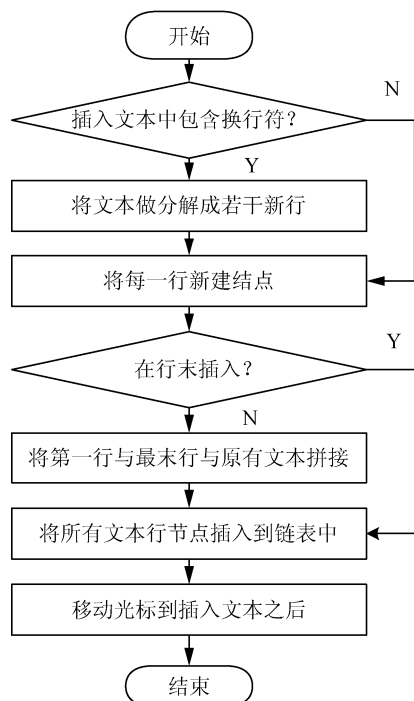 开始
插入文本中包含换行符?
N
Y
将文本做分解成若干新行
将每一行新建结点
在行末插入?
Y
N
将第一行与最末行与原有文本拼接
将所有文本行节点插入到链表中
移动光标到插入文本之后
结束